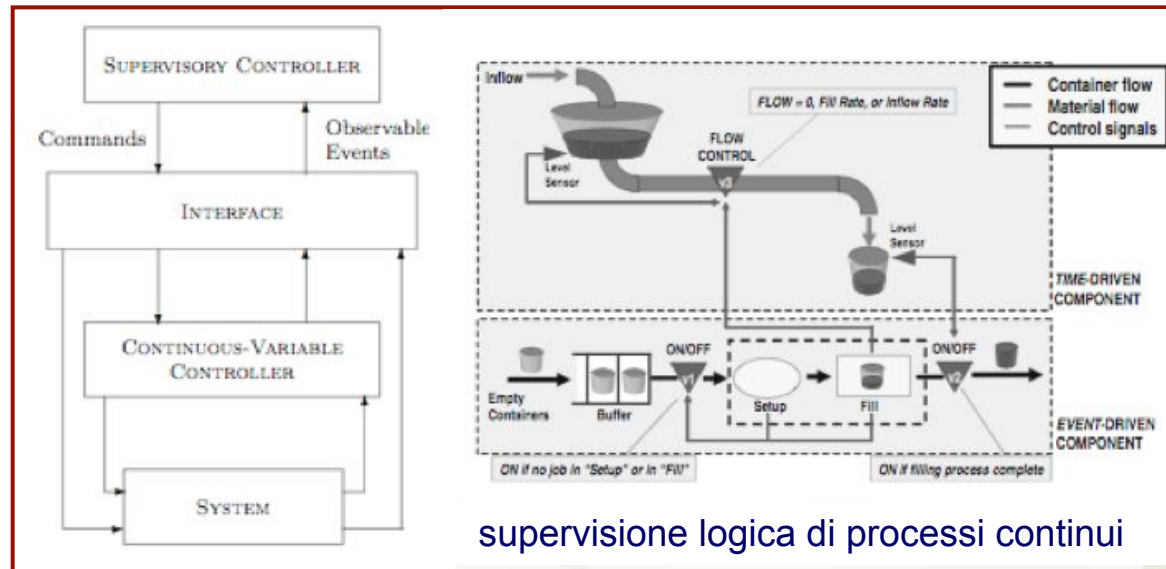 SUPERVISORY CONTROLLER
Commands
Observable
Events
INTERFACE
CONTINUOUS-VARIABLE
CONTROLLER
SYSTEM
Inflow
FLOW = 0, Fill Rate, or Inflow Rate
Container flow
Material flow
Control signals
FLOW
CONTROL
V3
Level
Sensor
Level
Sensor
TIME-DRIVEN
COMPONENT
ON/OFF
ON/OFF
V1
V2
Empty
Containers
Buffer
Setup
Fill
EVENT-DRIVEN
COMPONENT
ON if no job in "Setup" or in "Fill"
ON if filling process complete
supervisione logica di processi continui